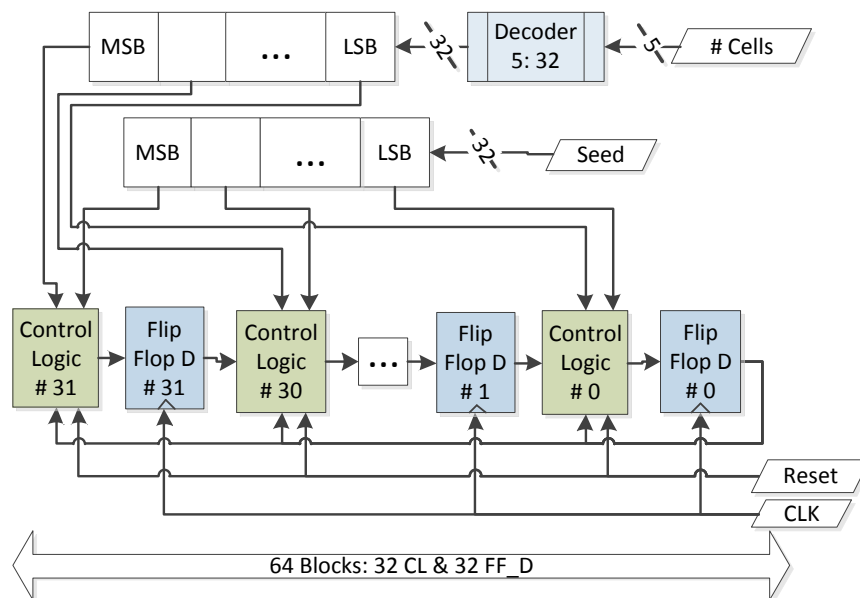 MSB ... LSB 32 Decoder 5: 32 5 # Cells
MSB ... LSB 32 Seed
Control Logic # 31
Flip Flop D # 31
Control Logic # 30
...
Flip Flop D # 1
Control Logic # 0
Flip Flop D # 0
Reset
CLK
64 Blocks: 32 CL & 32 FF_D